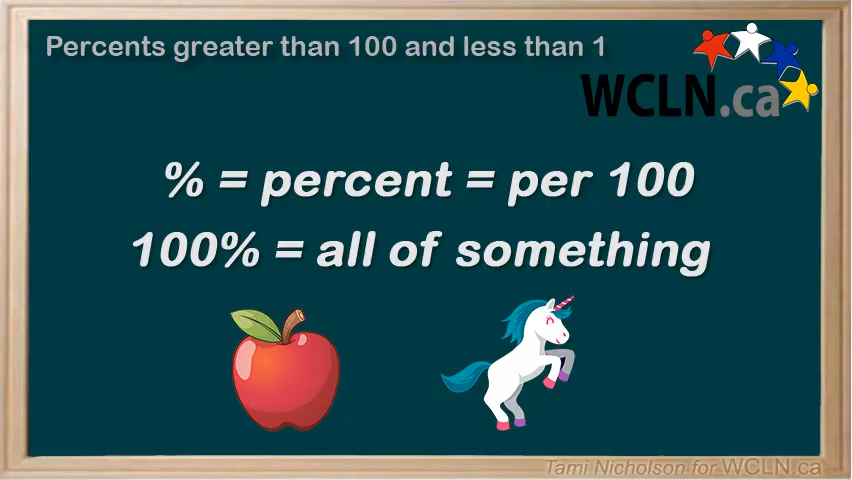 Percents greater than 100 and less than 1
WCLN.ca
% = percent = per 100
100% = all of something
Tami Nicholson for WCLN.ca